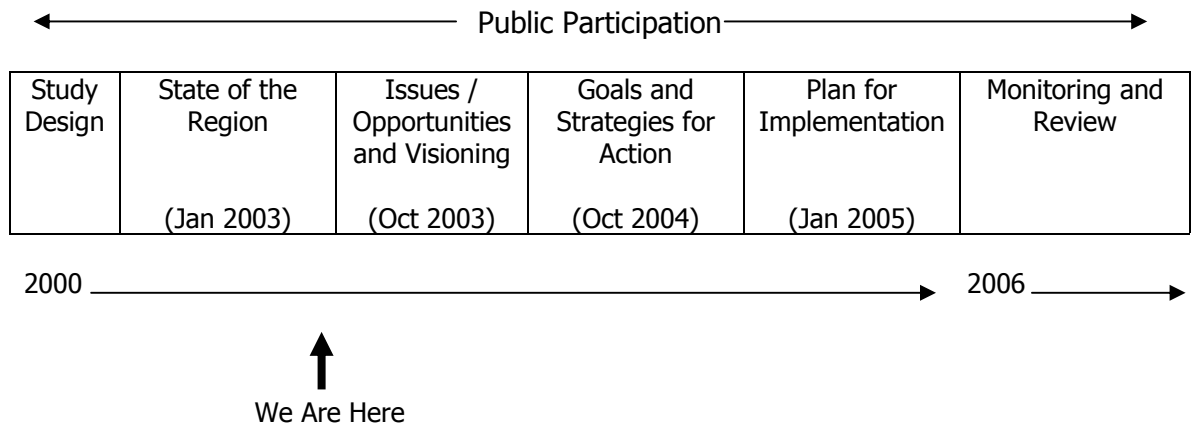 Public Participation
Study Design
State of the Region
(Jan 2003)
Issues / Opportunities and Visioning
(Oct 2003)
Goals and Strategies for Action
(Oct 2004)
Plan for Implementation
(Jan 2005)
Monitoring and Review
2000
2006
We Are Here